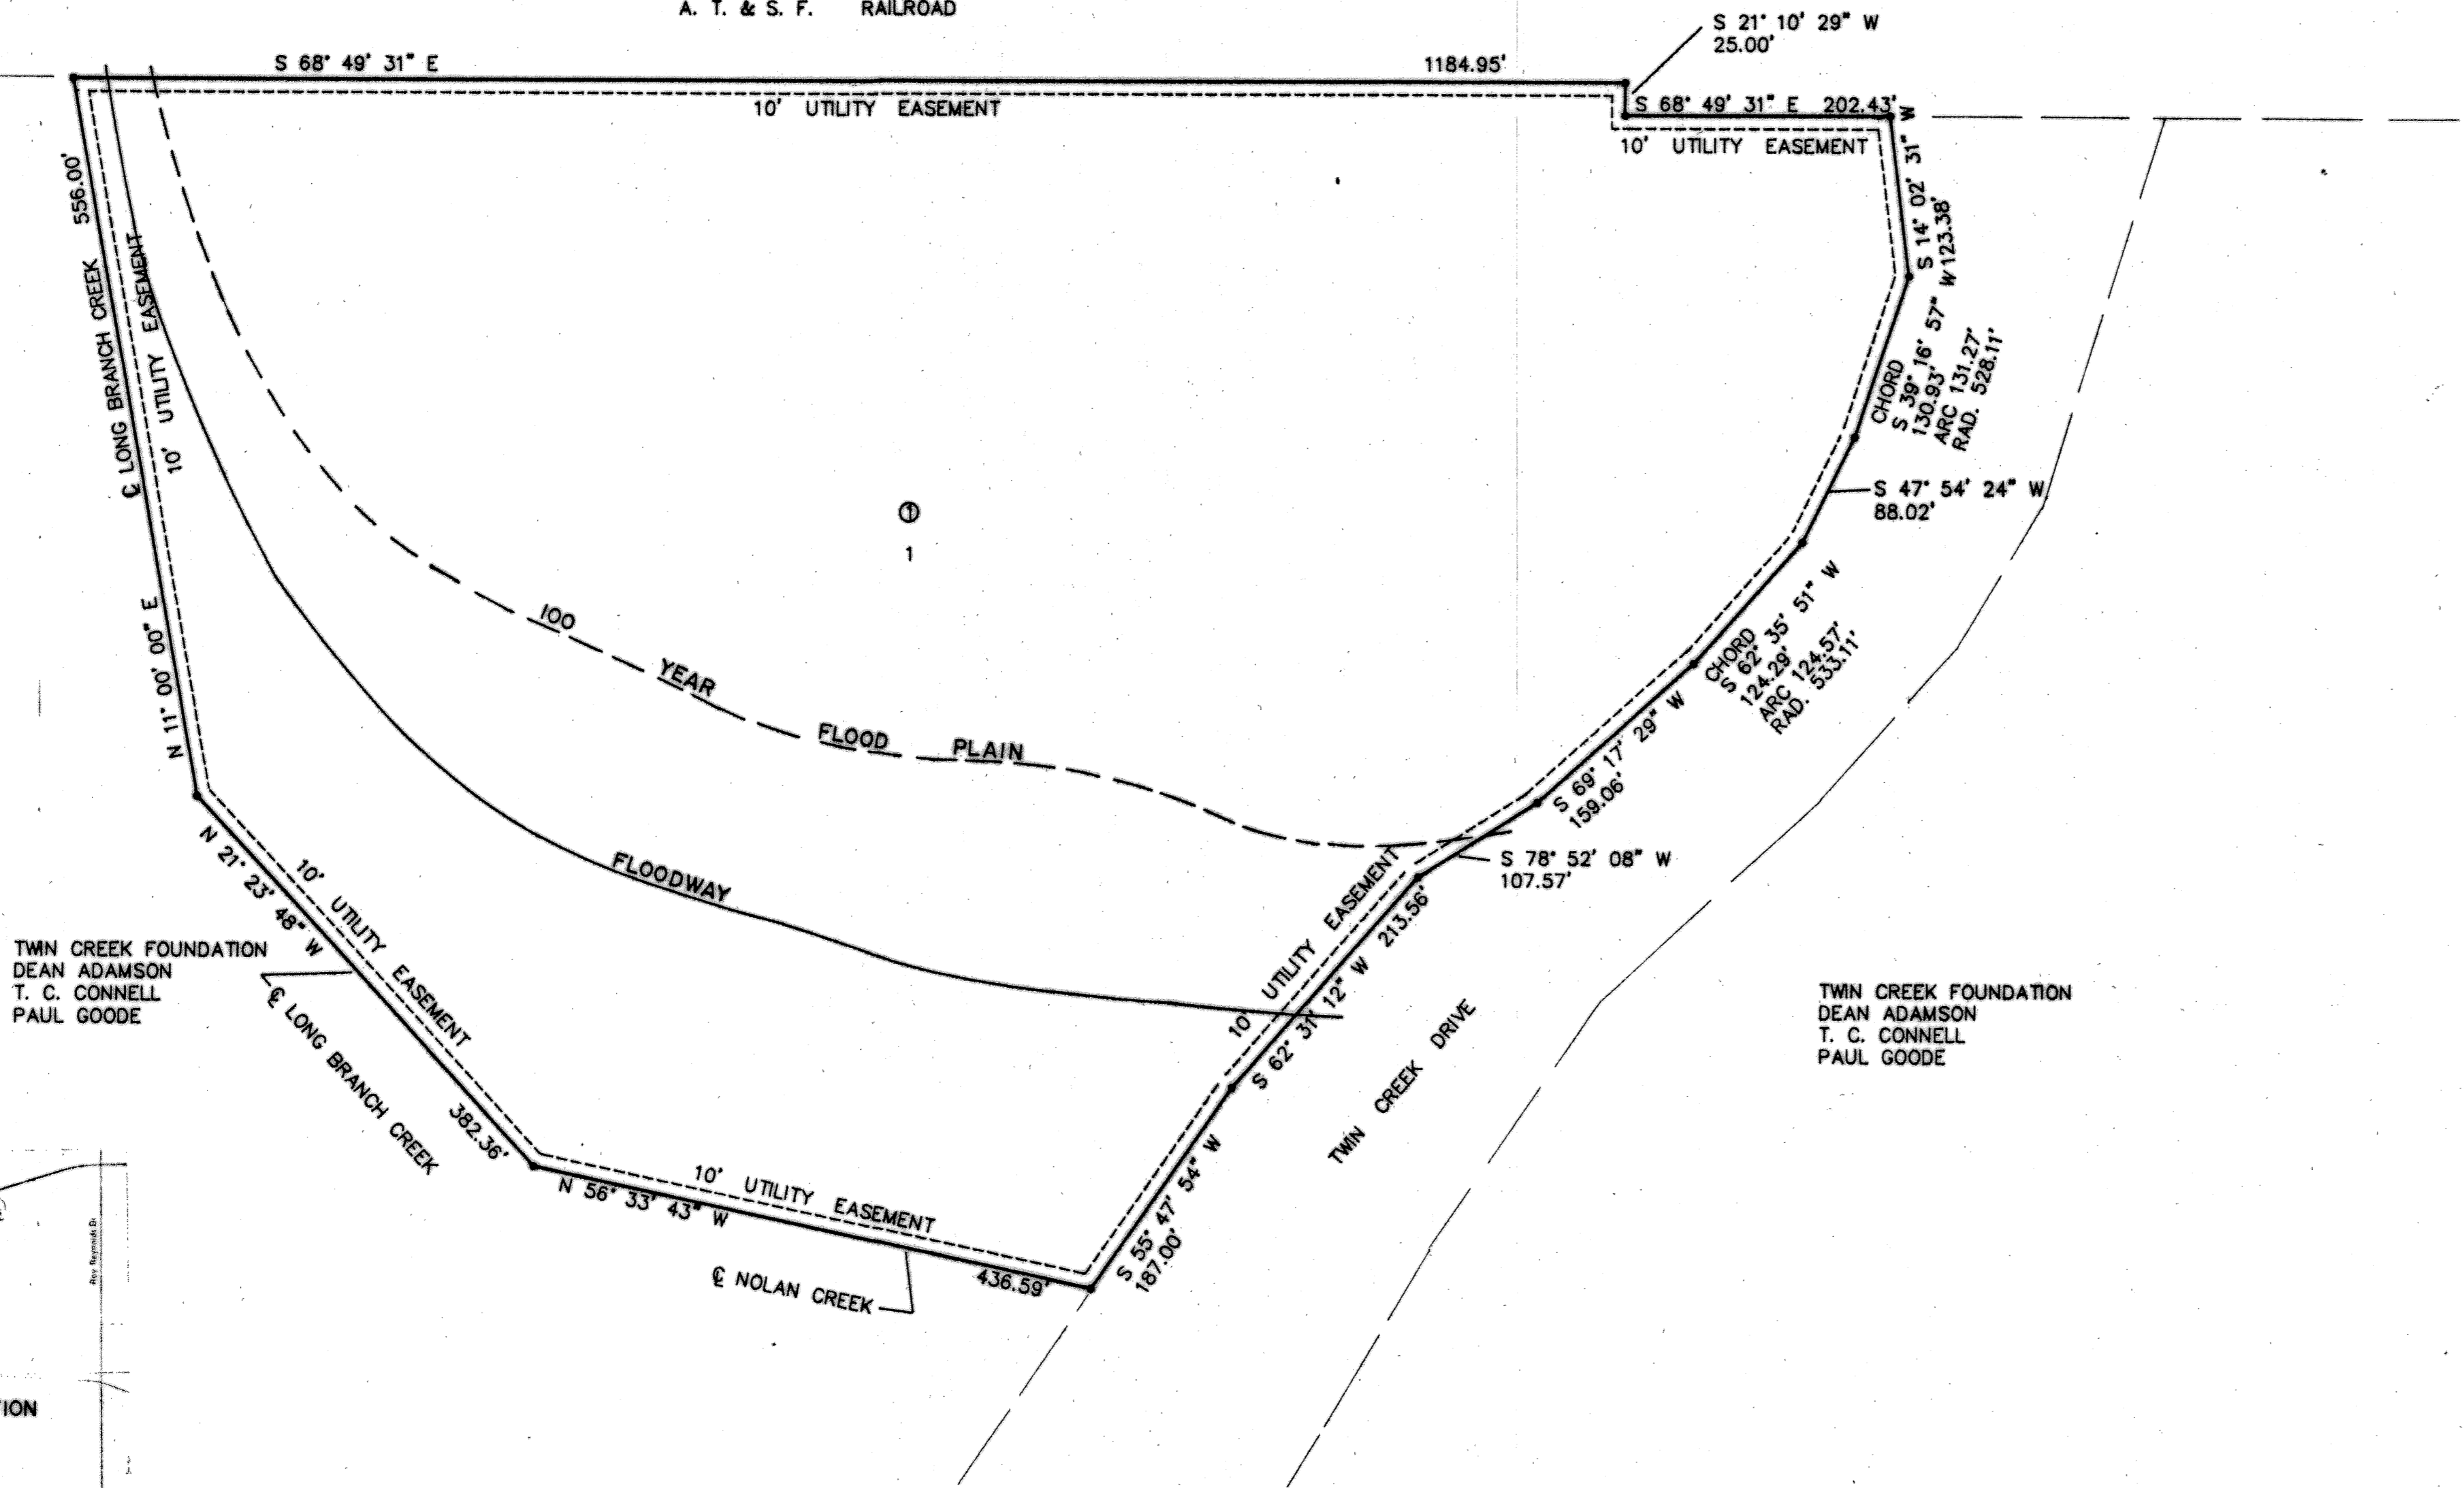 A. T. & S. F. RAILROAD
S 21° 10' 29" W
25.00'
S 68° 49' 31" E
1184.95'
10' UTILITY EASEMENT
S 68° 49' 31" E 202.43'
10' UTILITY EASEMENT
S 14° 02' 31" W
123.38'
CHORD
S 39° 16' 57" W
130.93'
ARC 131.27'
RAD. 528.11'
S 47° 54' 24" W
88.02'
CHORD
S 62° 35' 51" W
124.29'
ARC 124.57'
RAD. 533.11'
S 69° 17' 29" W
159.06'
S 78° 52' 08" W
107.57'
S 62° 31' 12" W 213.56'
10' UTILITY EASEMENT
S 55° 47' 54" W
187.00'
TWIN CREEK DRIVE
556.00'
℄ LONG BRANCH CREEK
N 11° 00' 00" E
10' UTILITY EASEMENT
1
1
100 YEAR FLOOD PLAIN
FLOODWAY
N 21° 23' 48" W
382.36'
10' UTILITY EASEMENT
℄ LONG BRANCH CREEK
TWIN CREEK FOUNDATION
DEAN ADAMSON
T. C. CONNELL
PAUL GOODE
TWIN CREEK FOUNDATION
DEAN ADAMSON
T. C. CONNELL
PAUL GOODE
10' UTILITY EASEMENT
N 56° 33' 43" W
436.59'
℄ NOLAN CREEK
Roy Reynolds Dr
ION